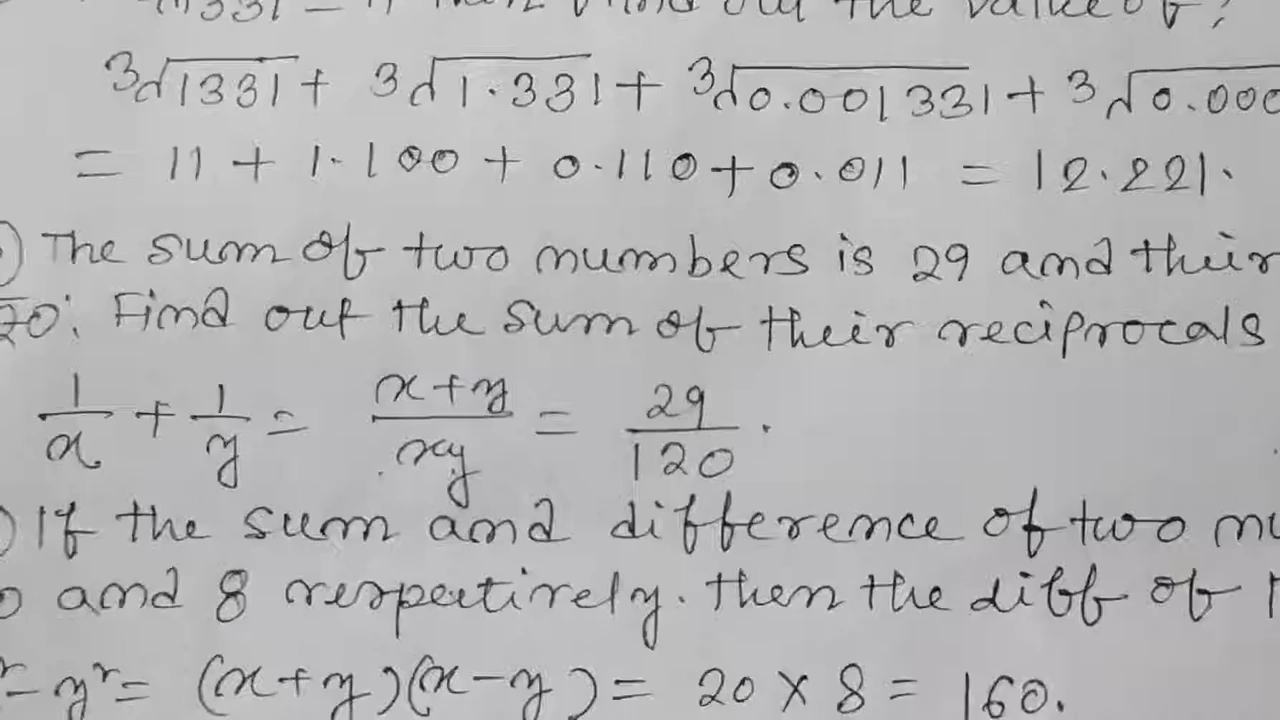 ∛1331 + ∛1.331 + ∛0.001331 + ∛0.000
= 11 + 1.100 + 0.110 + 0.011 = 12.221.
) The sum of two numbers is 29 and their
20. Find out the sum of their reciprocals
1/x + 1/y = x+y/xy = 29/120.
) If the sum and difference of two
and 8 respectively. then the diff of
- y² = (x+y)(x-y) = 20 × 8 = 160.